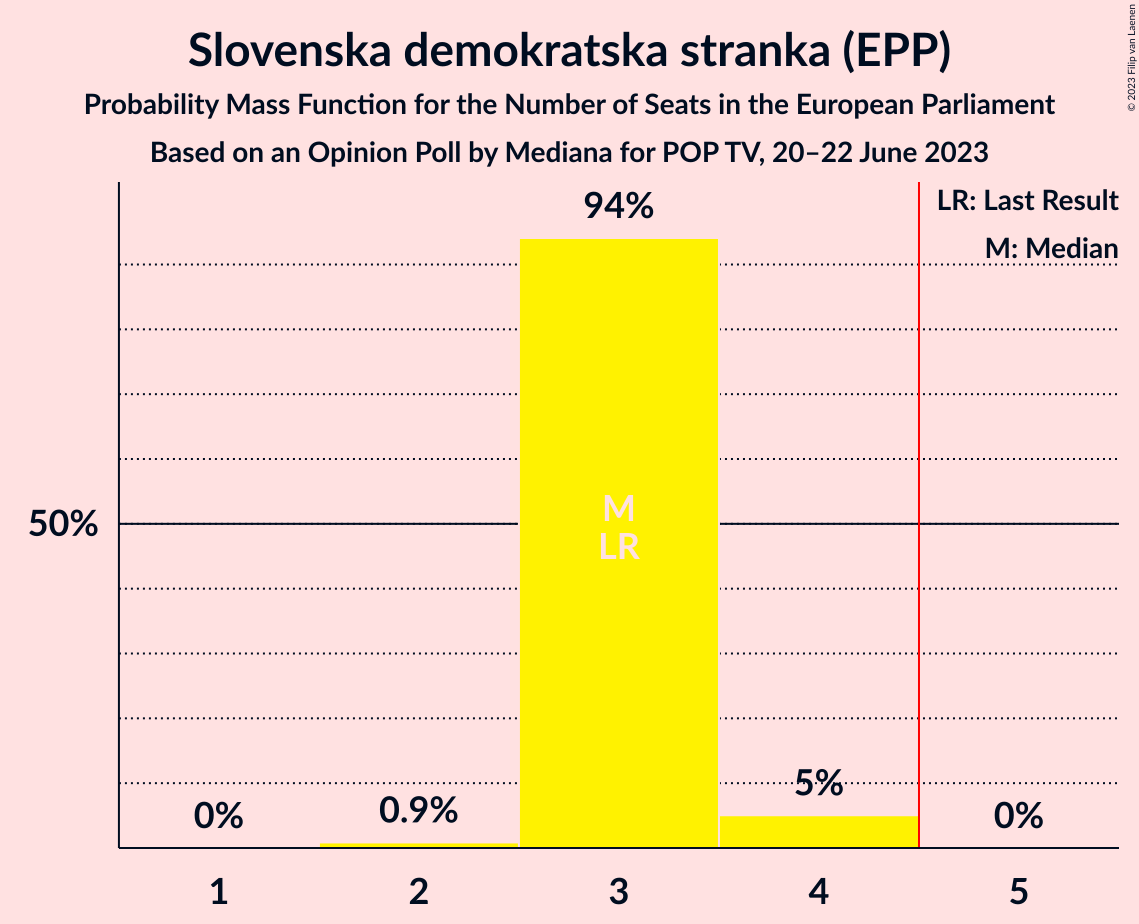 Slovenska demokratska stranka (EPP)
Probability Mass Function for the Number of Seats in the European Parliament
Based on an Opinion Poll by Mediana for POP TV, 20–22 June 2023
© 2023 Filip van Laenen
LR: Last Result
M: Median
94%
50%
M
LR
0%
0.9%
5%
0%
1
2
3
4
5